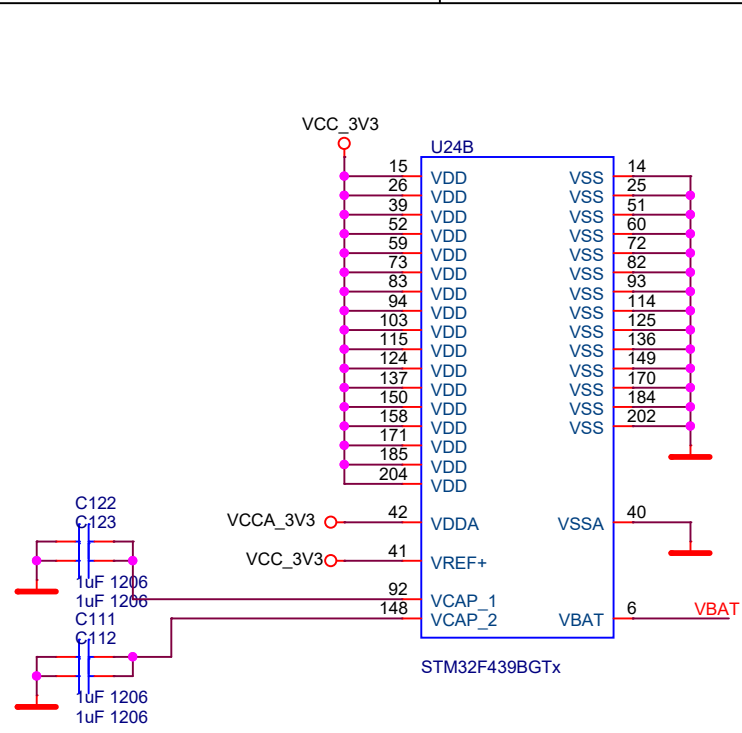 VCC_3V3
U24B
15 VDD VSS 14
26 VDD VSS 25
39 VDD VSS 51
52 VDD VSS 60
59 VDD VSS 72
73 VDD VSS 82
83 VDD VSS 93
94 VDD VSS 114
103 VDD VSS 125
115 VDD VSS 136
124 VDD VSS 149
137 VDD VSS 170
150 VDD VSS 184
158 VDD VSS 202
171 VDD
185 VDD
204 VDD
VCCA_3V3 42 VDDA VSSA 40
VCC_3V3 41 VREF+
92 VCAP_1
148 VCAP_2 VBAT 6 VBAT
STM32F439BGTx
C122
C123
1uF 1206
1uF 1206
C111
C112
1uF 1206
1uF 1206